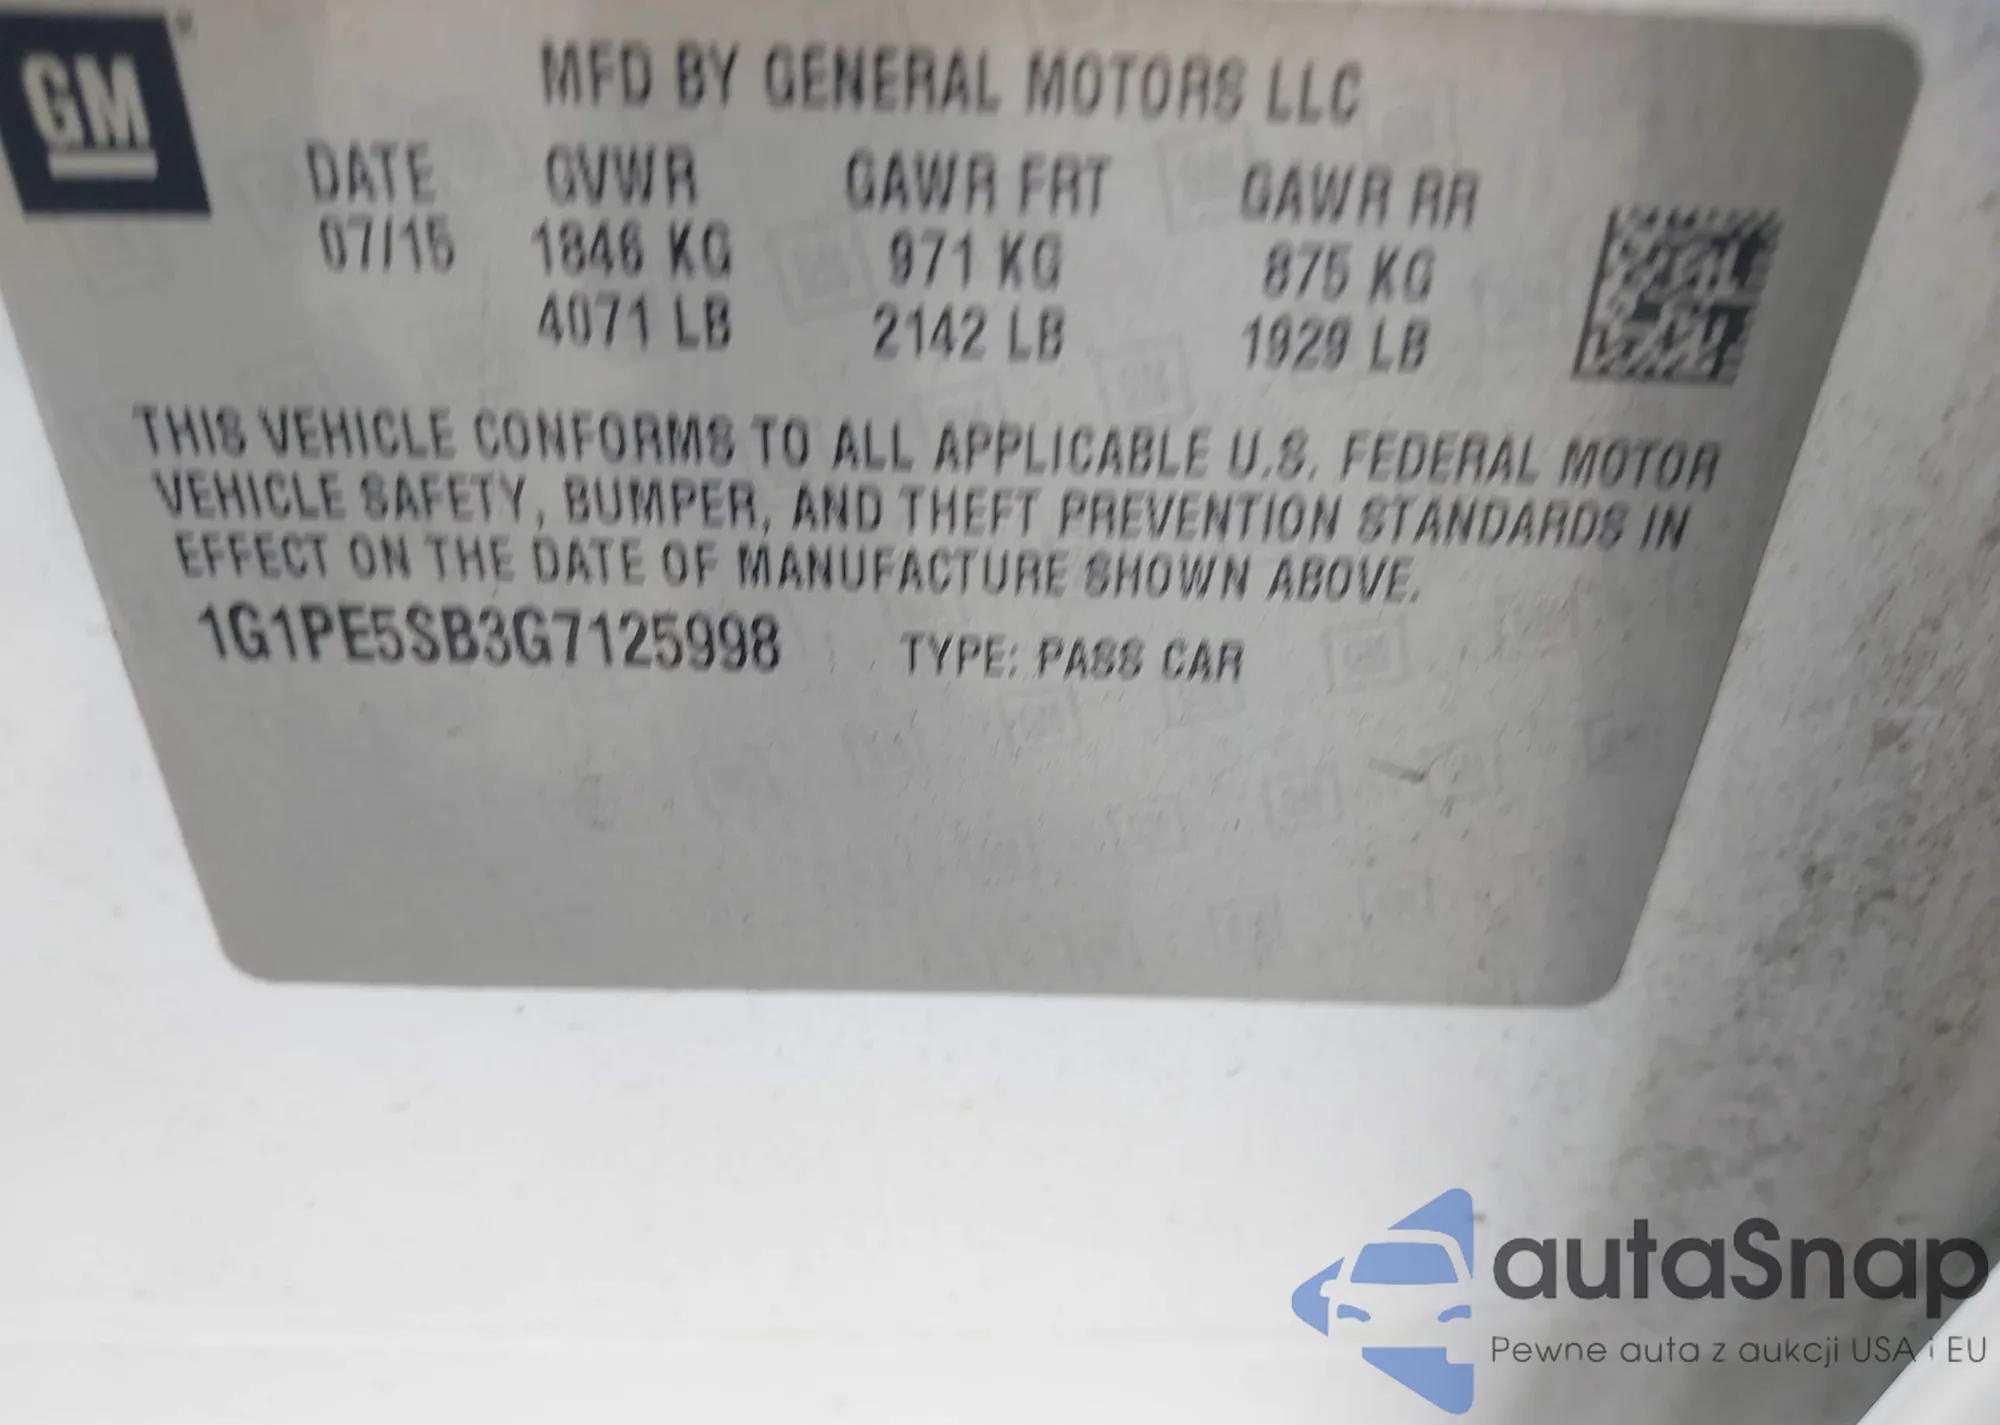 GM
MFD BY GENERAL MOTORS LLC
DATE GVWR GAWR FRT GAWR RR
07/15 1846 KG 971 KG 875 KG
4071 LB 2142 LB 1929 LB
THIS VEHICLE CONFORMS TO ALL APPLICABLE U.S. FEDERAL MOTOR
VEHICLE SAFETY, BUMPER, AND THEFT PREVENTION STANDARDS IN
EFFECT ON THE DATE OF MANUFACTURE SHOWN ABOVE.
1G1PE5SB3G7125998 TYPE: PASS CAR
autaSnap
Pewne auta z aukcji USA i EU